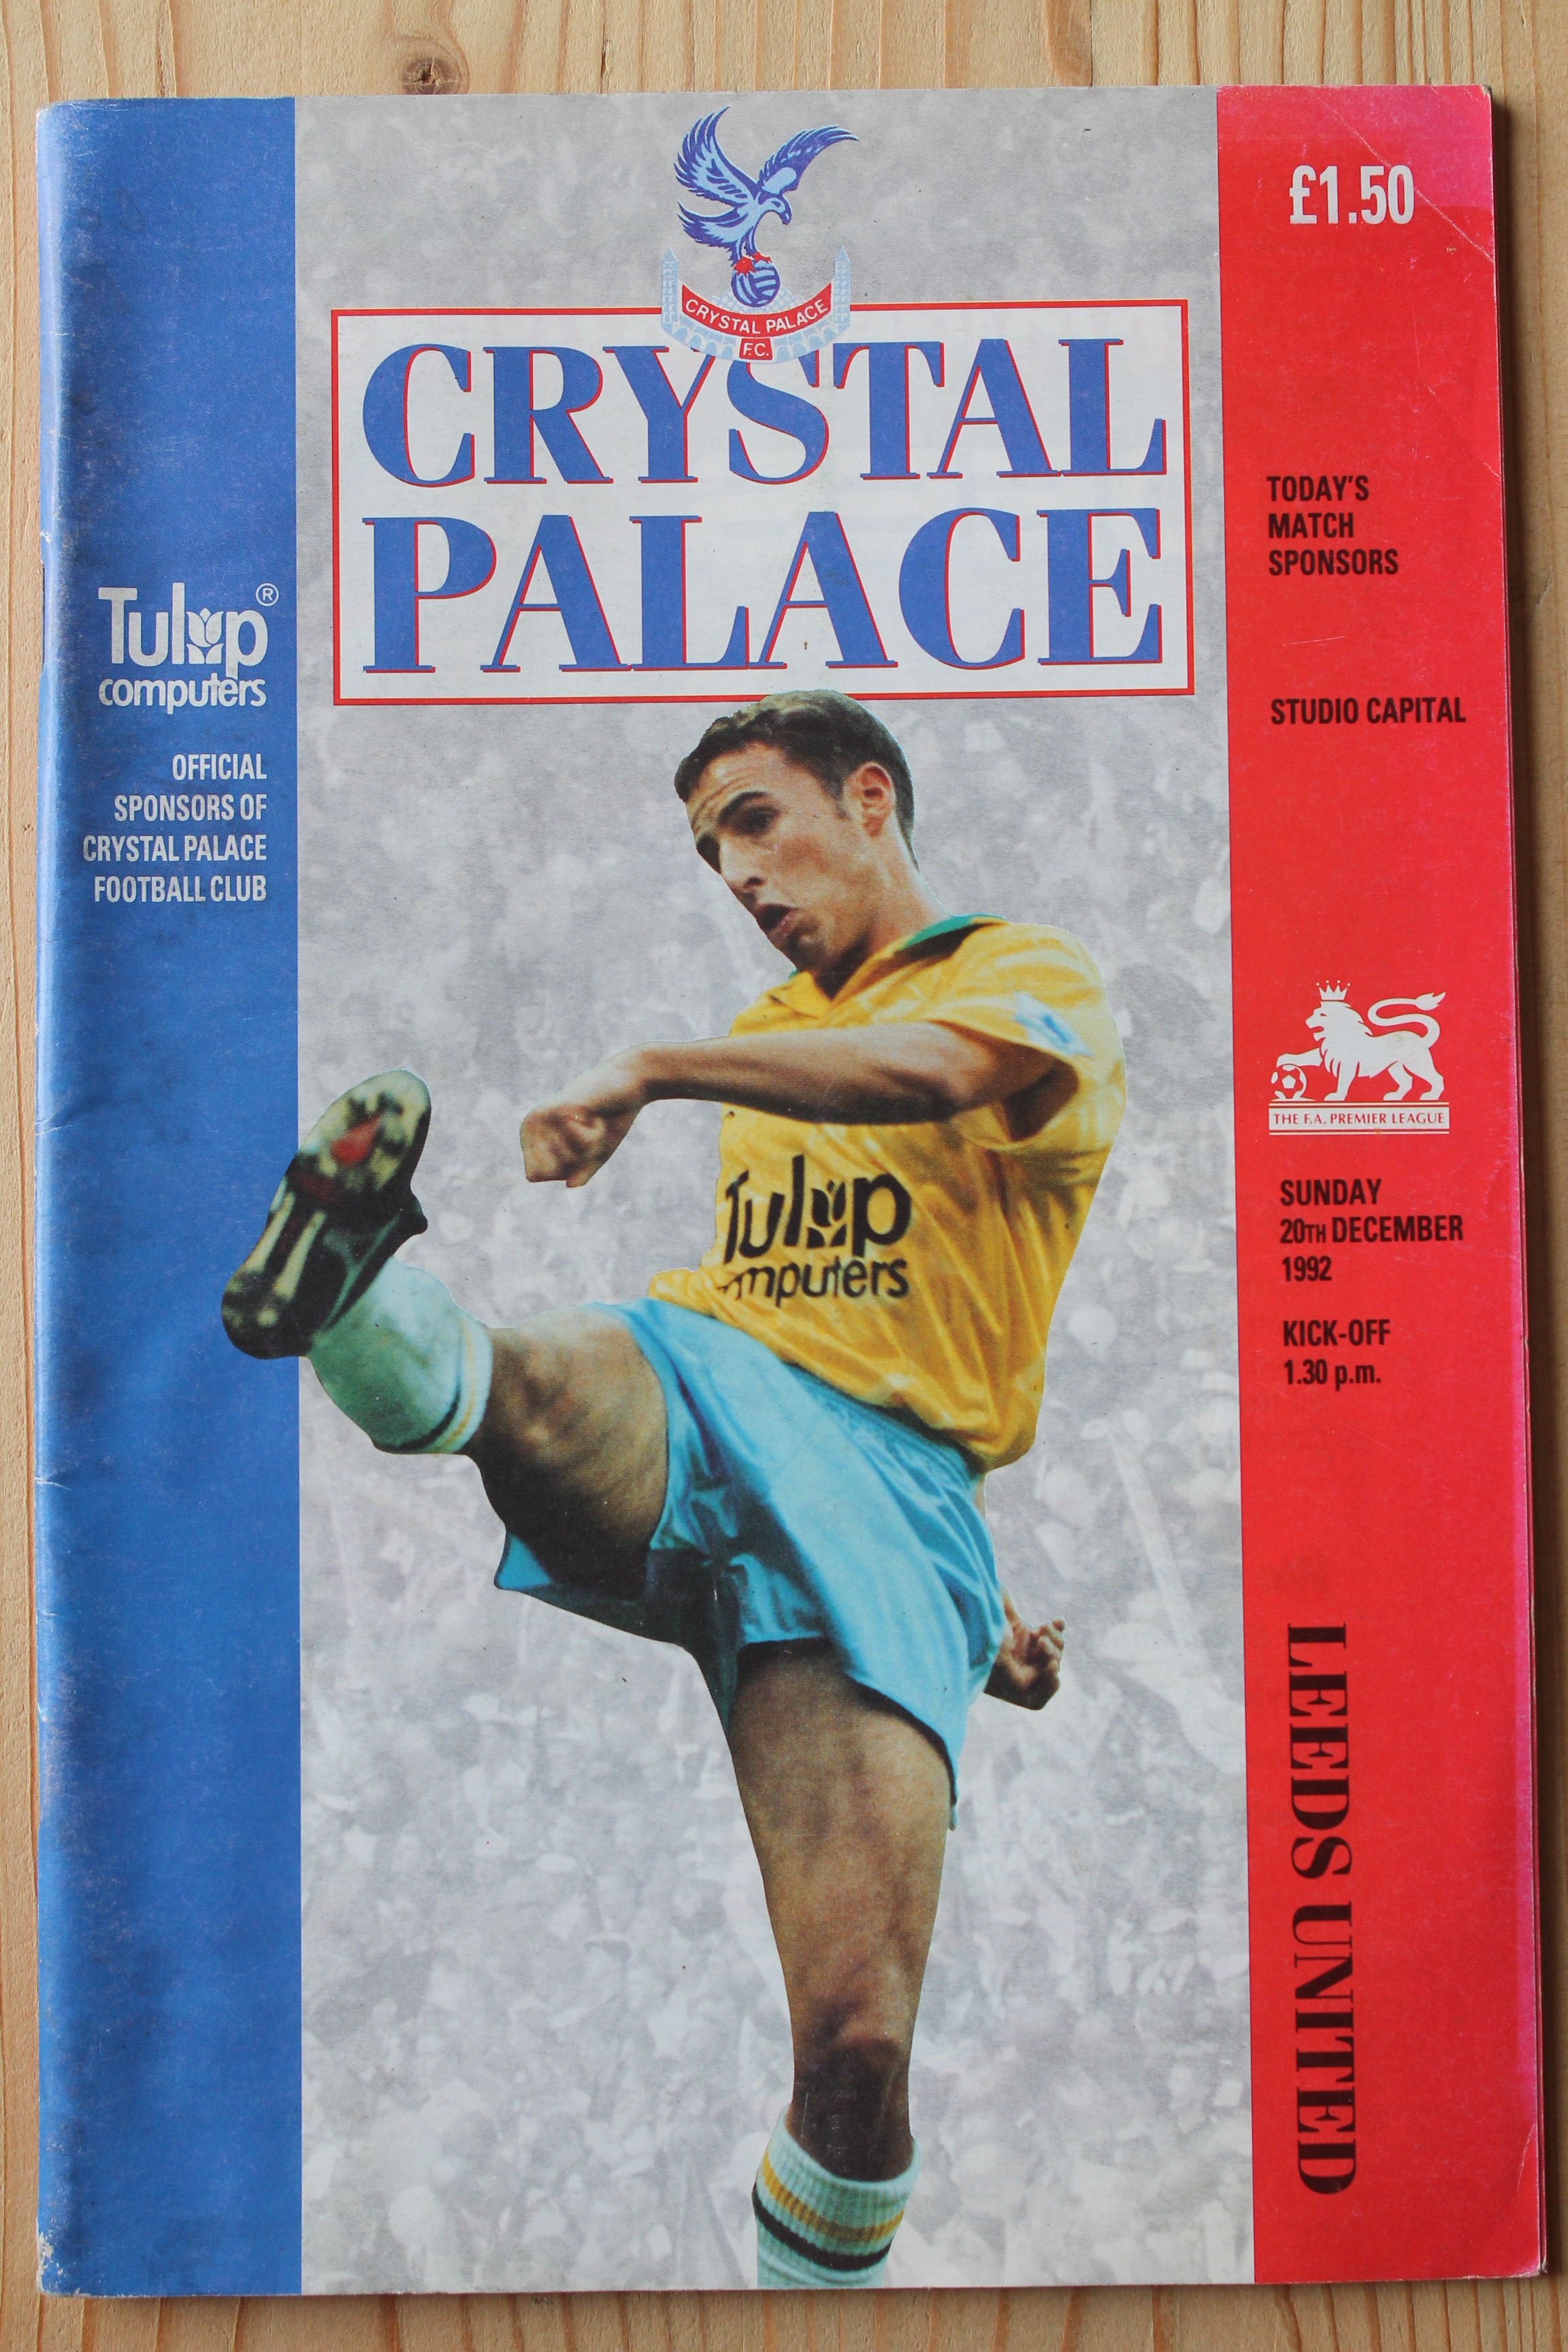 CRYSTAL PALACE
F.C.
CRYSTAL
PALACE
Tulip®
computers
OFFICIAL
SPONSORS OF
CRYSTAL PALACE
FOOTBALL CLUB
Tulip
mputers
£1.50
TODAY'S
MATCH
SPONSORS
STUDIO CAPITAL
THE F.A. PREMIER LEAGUE
SUNDAY
20TH DECEMBER
1992
KICK-OFF
1.30 p.m.
LEEDS UNITED